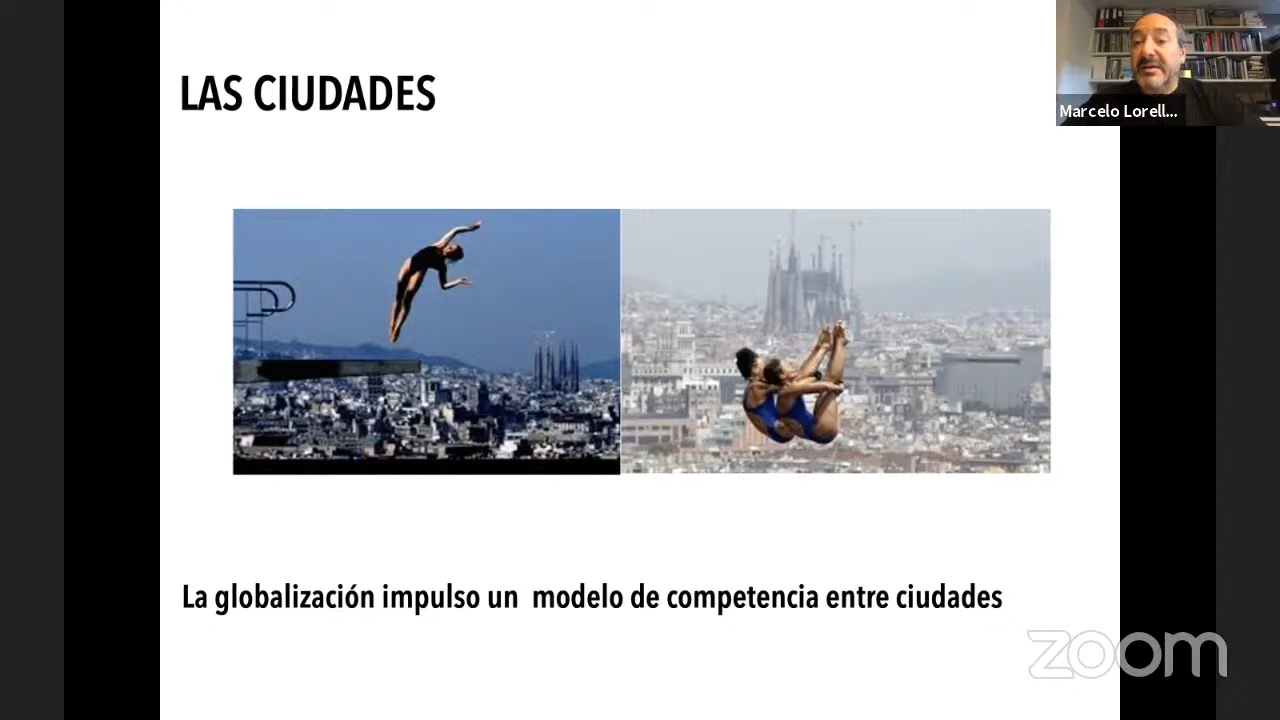 LAS CIUDADES
Marcelo Lorell...
La globalización impulso un  modelo de competencia entre ciudades
zoom